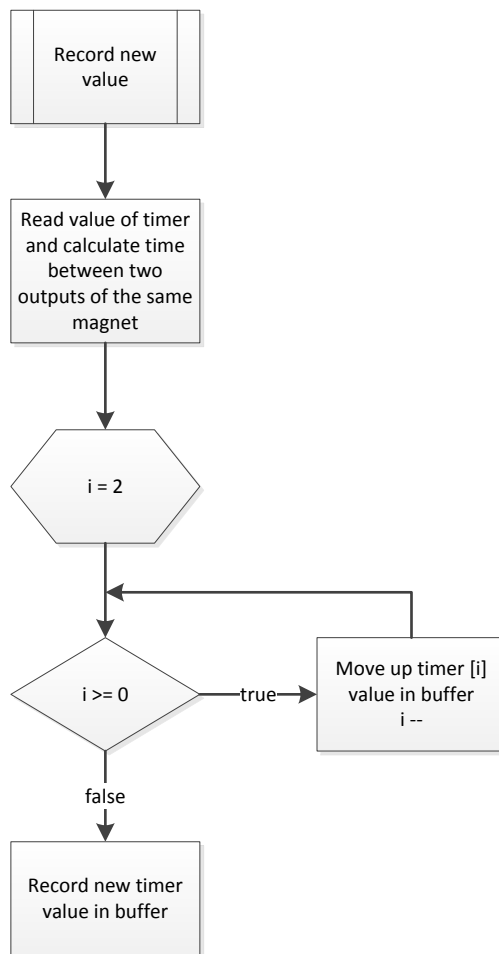 Record new
value
Read value of timer
and calculate time
between two
outputs of the same
magnet
i = 2
i >= 0
true
Move up timer [i]
value in buffer
i --
false
Record new timer
value in buffer